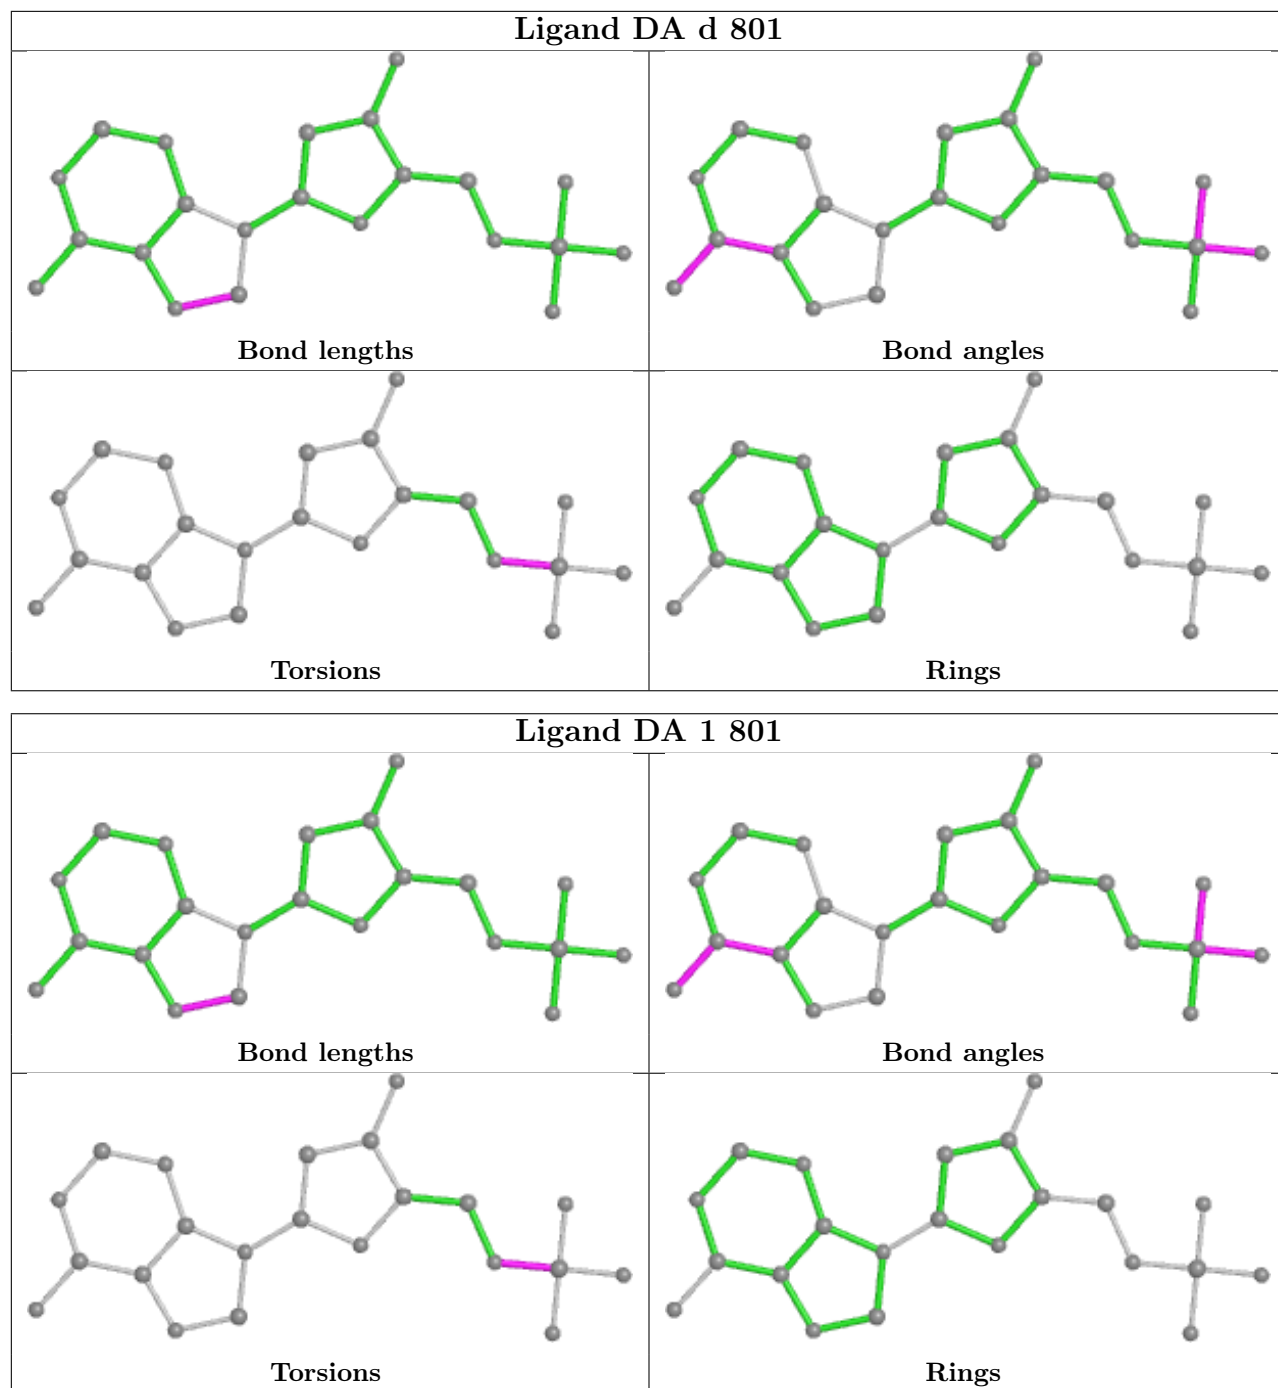 Ligand DA d 801
Bond lengths
Bond angles
Torsions
Rings
Ligand DA 1 801
Bond lengths
Bond angles
Torsions
Rings